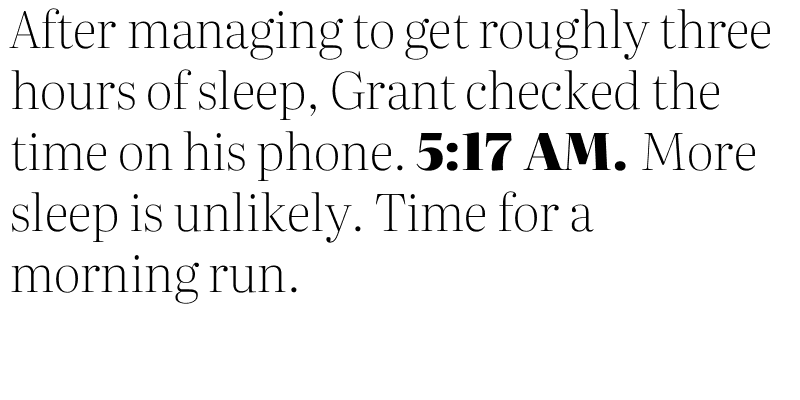 After managing to get roughly three
hours of sleep, Grant checked the
time on his phone. 5:17 AM. More
sleep is unlikely. Time for a
morning run.